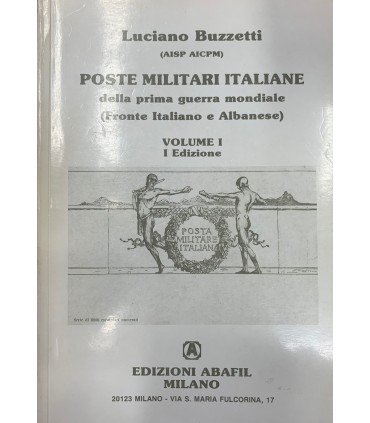 Luciano Buzzetti
(AISP AICPM)
POSTE MILITARI ITALIANE
della prima guerra mondiale
(Fronte Italiano e Albanese)
VOLUME I
I Edizione
POSTA
MILITARE
ITALIANA
A
EDIZIONI ABAFIL
MILANO
20123 MILANO - VIA S. MARIA FULCORINA, 17